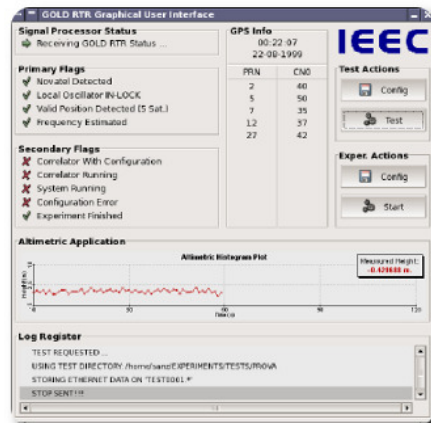 GOLD RTR Graphical User Interface
Signal Processor Status
Receiving GOLD RTR Status ...
Primary Flags
Novatel Detected
Local Oscillator IN-LOCK
Valid Position Detected (5 Sat.)
Frequency Estimated
Secondary Flags
Correlator With Configuration
Correlator Running
System Running
Configuration Error
Experiment Finished
GPS Info
00:22:07
22-08-1999
PRN CN0
2 40
5 50
7 35
12 37
27 42
IEEC
Test Actions
Config
Test
Exper. Actions
Config
Start
Altimetric Application
Altimetric Histogram Plot
Measured Height:
60
90
120
Log Register
TEST REQUESTED ...
USING TEST DIRECTORY: /home/sanz/EXPERIMENTS/TESTS/PROVA
STORING ETHERNET DATA ON 'TEST0001.*'
STOP SENT!!!